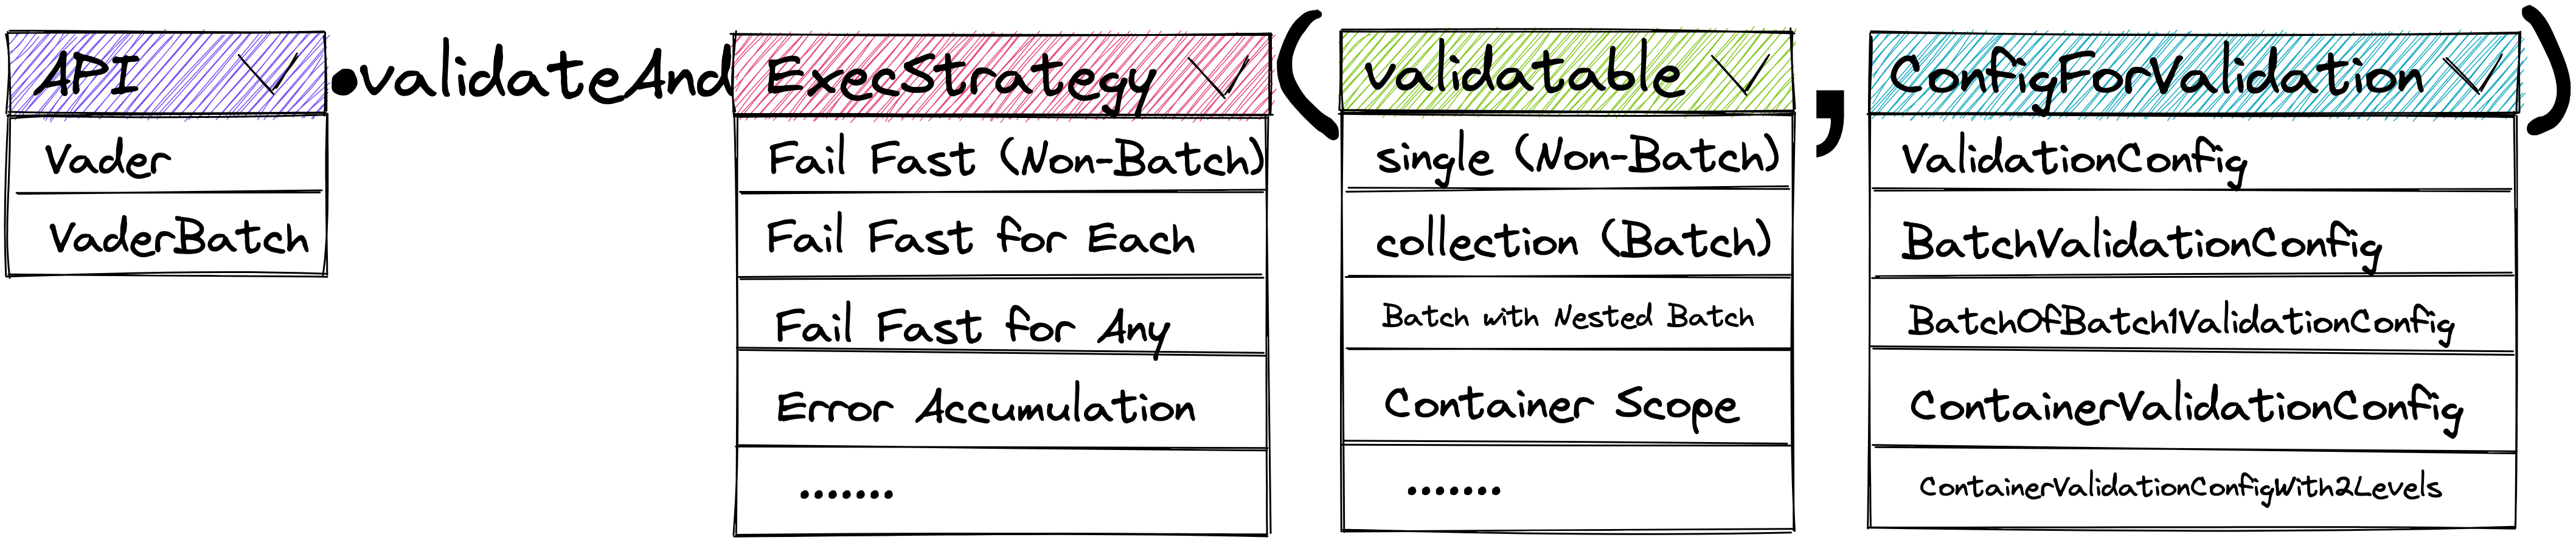 API .validateAnd ExecStrategy ( validatable , ConfigForValidation )
Vader
VaderBatch
Fail Fast (Non-Batch)
Fail Fast for Each
Fail Fast for Any
Error Accumulation
.......
single (Non-Batch)
collection (Batch)
Batch with Nested Batch
Container Scope
.......
ValidationConfig
BatchValidationConfig
BatchOfBatch1ValidationConfig
ContainerValidationConfig
ContainerValidationConfigWith2Levels